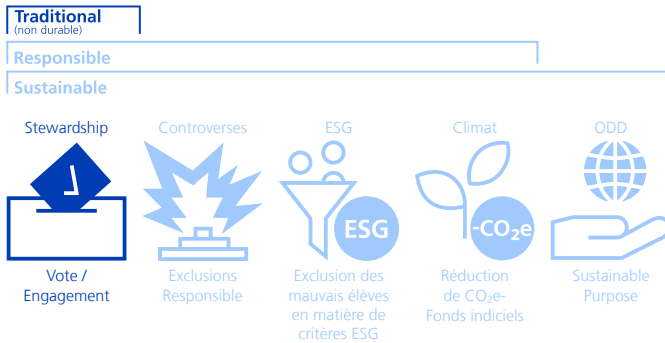 Traditional
(non durable)
Responsible
Sustainable
Stewardship
Controverses
ESG
Climat
ODD
ESG
-CO₂e
Vote /
Engagement
Exclusions
Responsible
Exclusion des
mauvais élèves
en matière de
critères ESG
Réduction
de CO₂e-
Fonds indiciels
Sustainable
Purpose